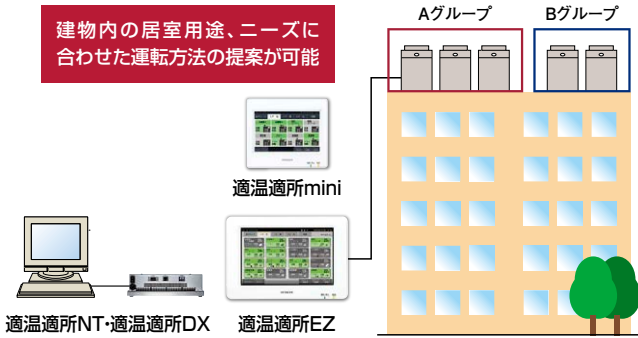 建物内の居室用途、ニーズに
合わせた運転方法の提案が可能
Aグループ
Bグループ
適温適所mini
適温適所NT・適温適所DX
適温適所EZ